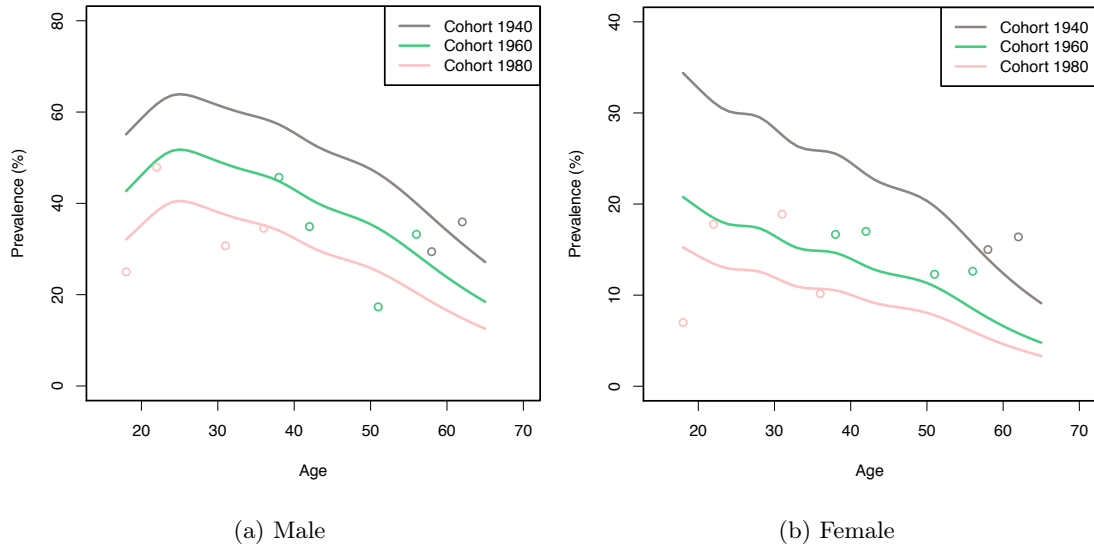 80
60
40
20
0
Prevalence (%)
20 30 40 50 60 70
Age
Cohort 1940
Cohort 1960
Cohort 1980
(a) Male
40
30
20
10
0
Prevalence (%)
20 30 40 50 60 70
Age
Cohort 1940
Cohort 1960
Cohort 1980
(b) Female